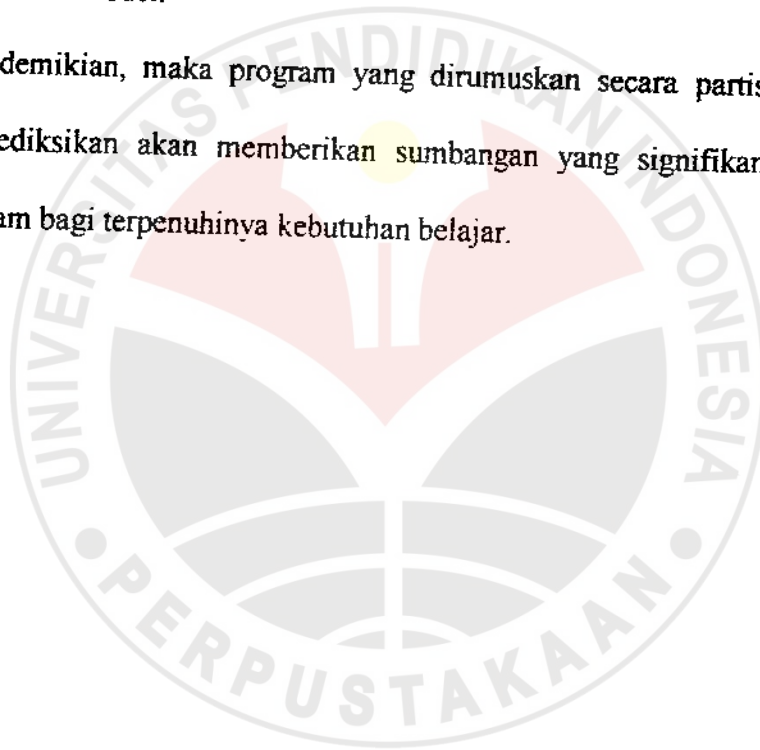 demikian, maka program yang dirumuskan secara partis
ediksikan akan memberikan sumbangan yang signifikan
am bagi terpenuhinya kebutuhan belajar.
UNIVERSITAS PENDIDIKAN INDONESIA
PERPUSTAKAAN